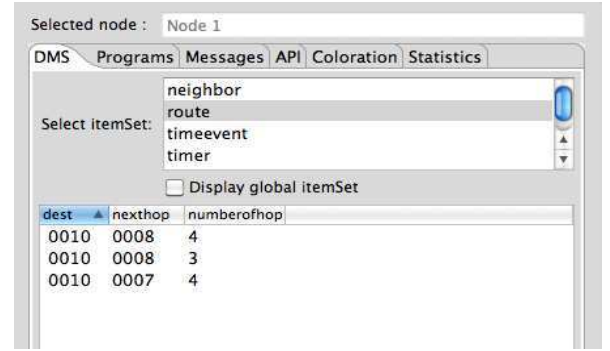 Selected node : Node 1
DMS Programs Messages API Coloration Statistics
Select itemSet:
neighbor
route
timeevent
timer
Display global itemSet
dest nexthop numberofhop
0010 0008 4
0010 0008 3
0010 0007 4